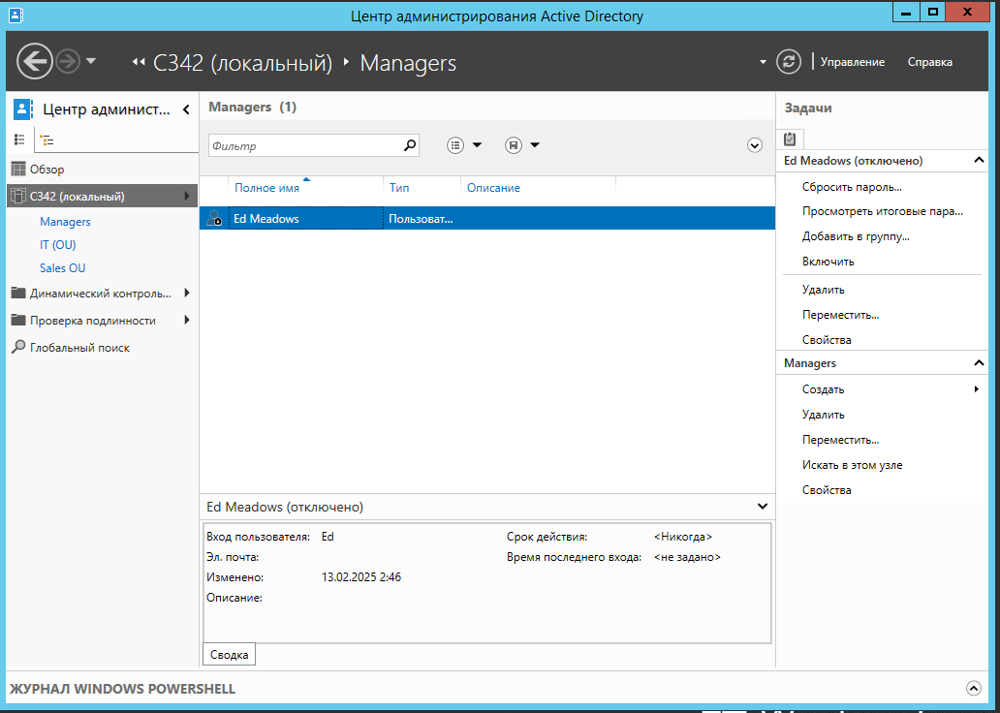 Центр администрирования Active Directory
C342 (локальный) Managers
Управление
Справка
Центр админист...
Обзор
C342 (локальный)
Managers
IT (OU)
Sales OU
Динамический контроль...
Проверка подлинности
Глобальный поиск
Managers (1)
Фильтр
Полное имя Тип Описание
Ed Meadows Пользоват...
Ed Meadows (отключено)
Вход пользователя: Ed Срок действия: <Никогда>
Эл. почта: Время последнего входа: <не задано>
Изменено: 13.02.2025 2:46
Описание:
Сводка
Задачи
Ed Meadows (отключено)
Сбросить пароль...
Просмотреть итоговые пара...
Добавить в группу...
Включить
Удалить
Переместить...
Свойства
Managers
Создать
Удалить
Переместить...
Искать в этом узле
Свойства
ЖУРНАЛ WINDOWS POWERSHELL